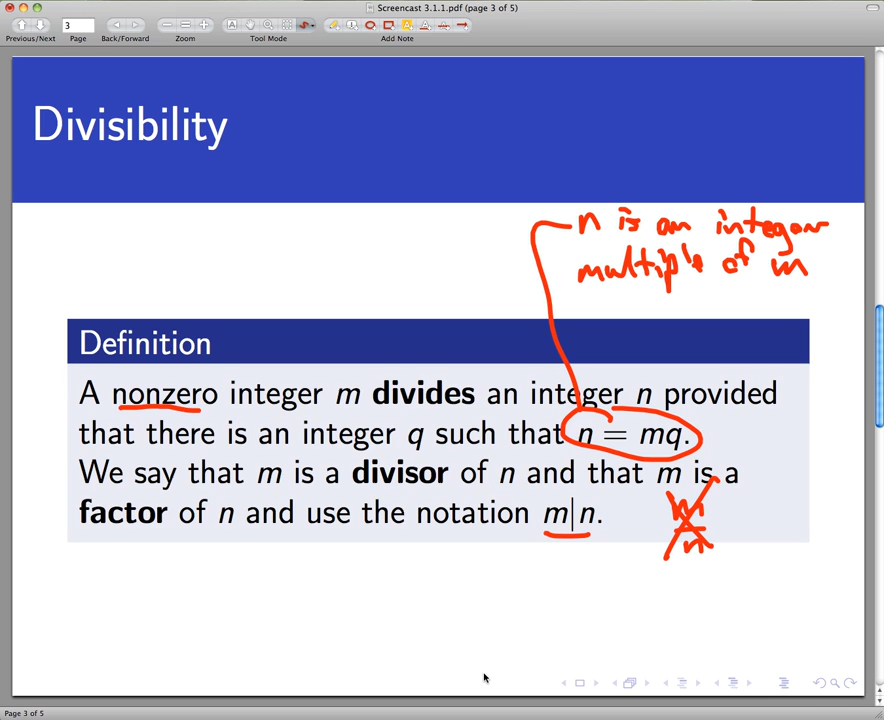 Screencast 3.1.1.pdf (page 3 of 5)
3
Previous/Next Page Back/Forward Zoom Tool Mode Add Note
Divisibility
n is an integer
multiple of m
Definition
A nonzero integer m divides an integer n provided
that there is an integer q such that n = mq.
We say that m is a divisor of n and that m is a
factor of n and use the notation m|n.
m
n
Page 3 of 5